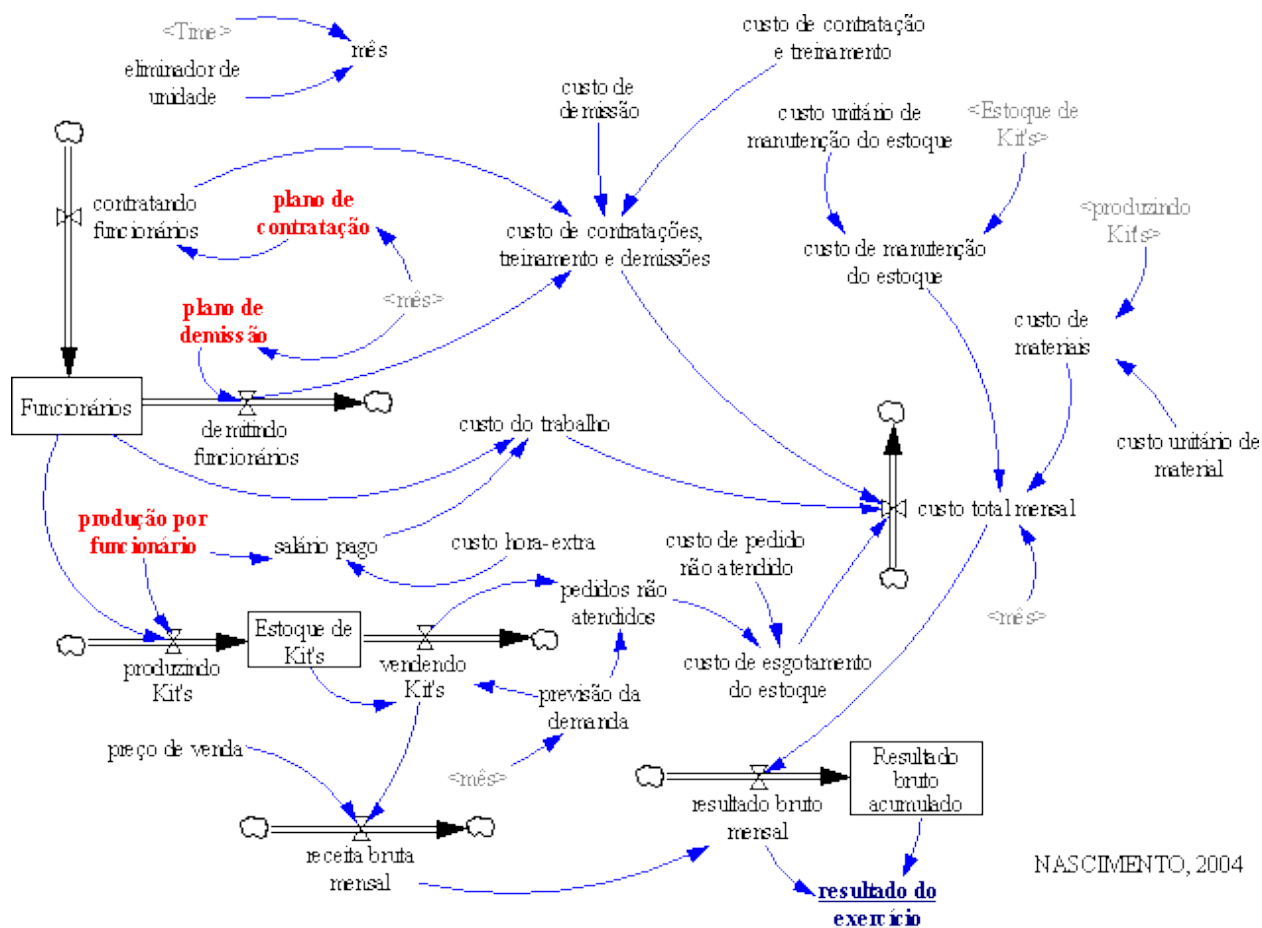 <Time>
mês
eliminador de
unidade
custo de contratação
e treinamento
custo de
demissão
custo unitário de
manutenção do estoque
<Estoque de
Kit's>
contratando
funcionários
plano de
contratação
custo de contratações,
treinamento e demissões
custo de manutenção
do estoque
<produzindo
Kit's>
<mês>
plano de
demissão
custo de
materiais
Funcionários
demitindo
funcionários
custo do trabalho
custo unitário de
material
produção por
funcionário
salário pago
custo hora-extra
custo de pedido
não atendido
custo total mensal
pedidos não
atendidos
<mês>
Estoque de
Kit's
produzindo
Kit's
vendendo
Kit's
custo de esgotamento
do estoque
previsão da
demanda
preço de venda
<mês>
Resultado
bruto
acumulado
resultado bruto
mensal
receita bruta
mensal
resultado do
exercício
NASCIMENTO, 2004